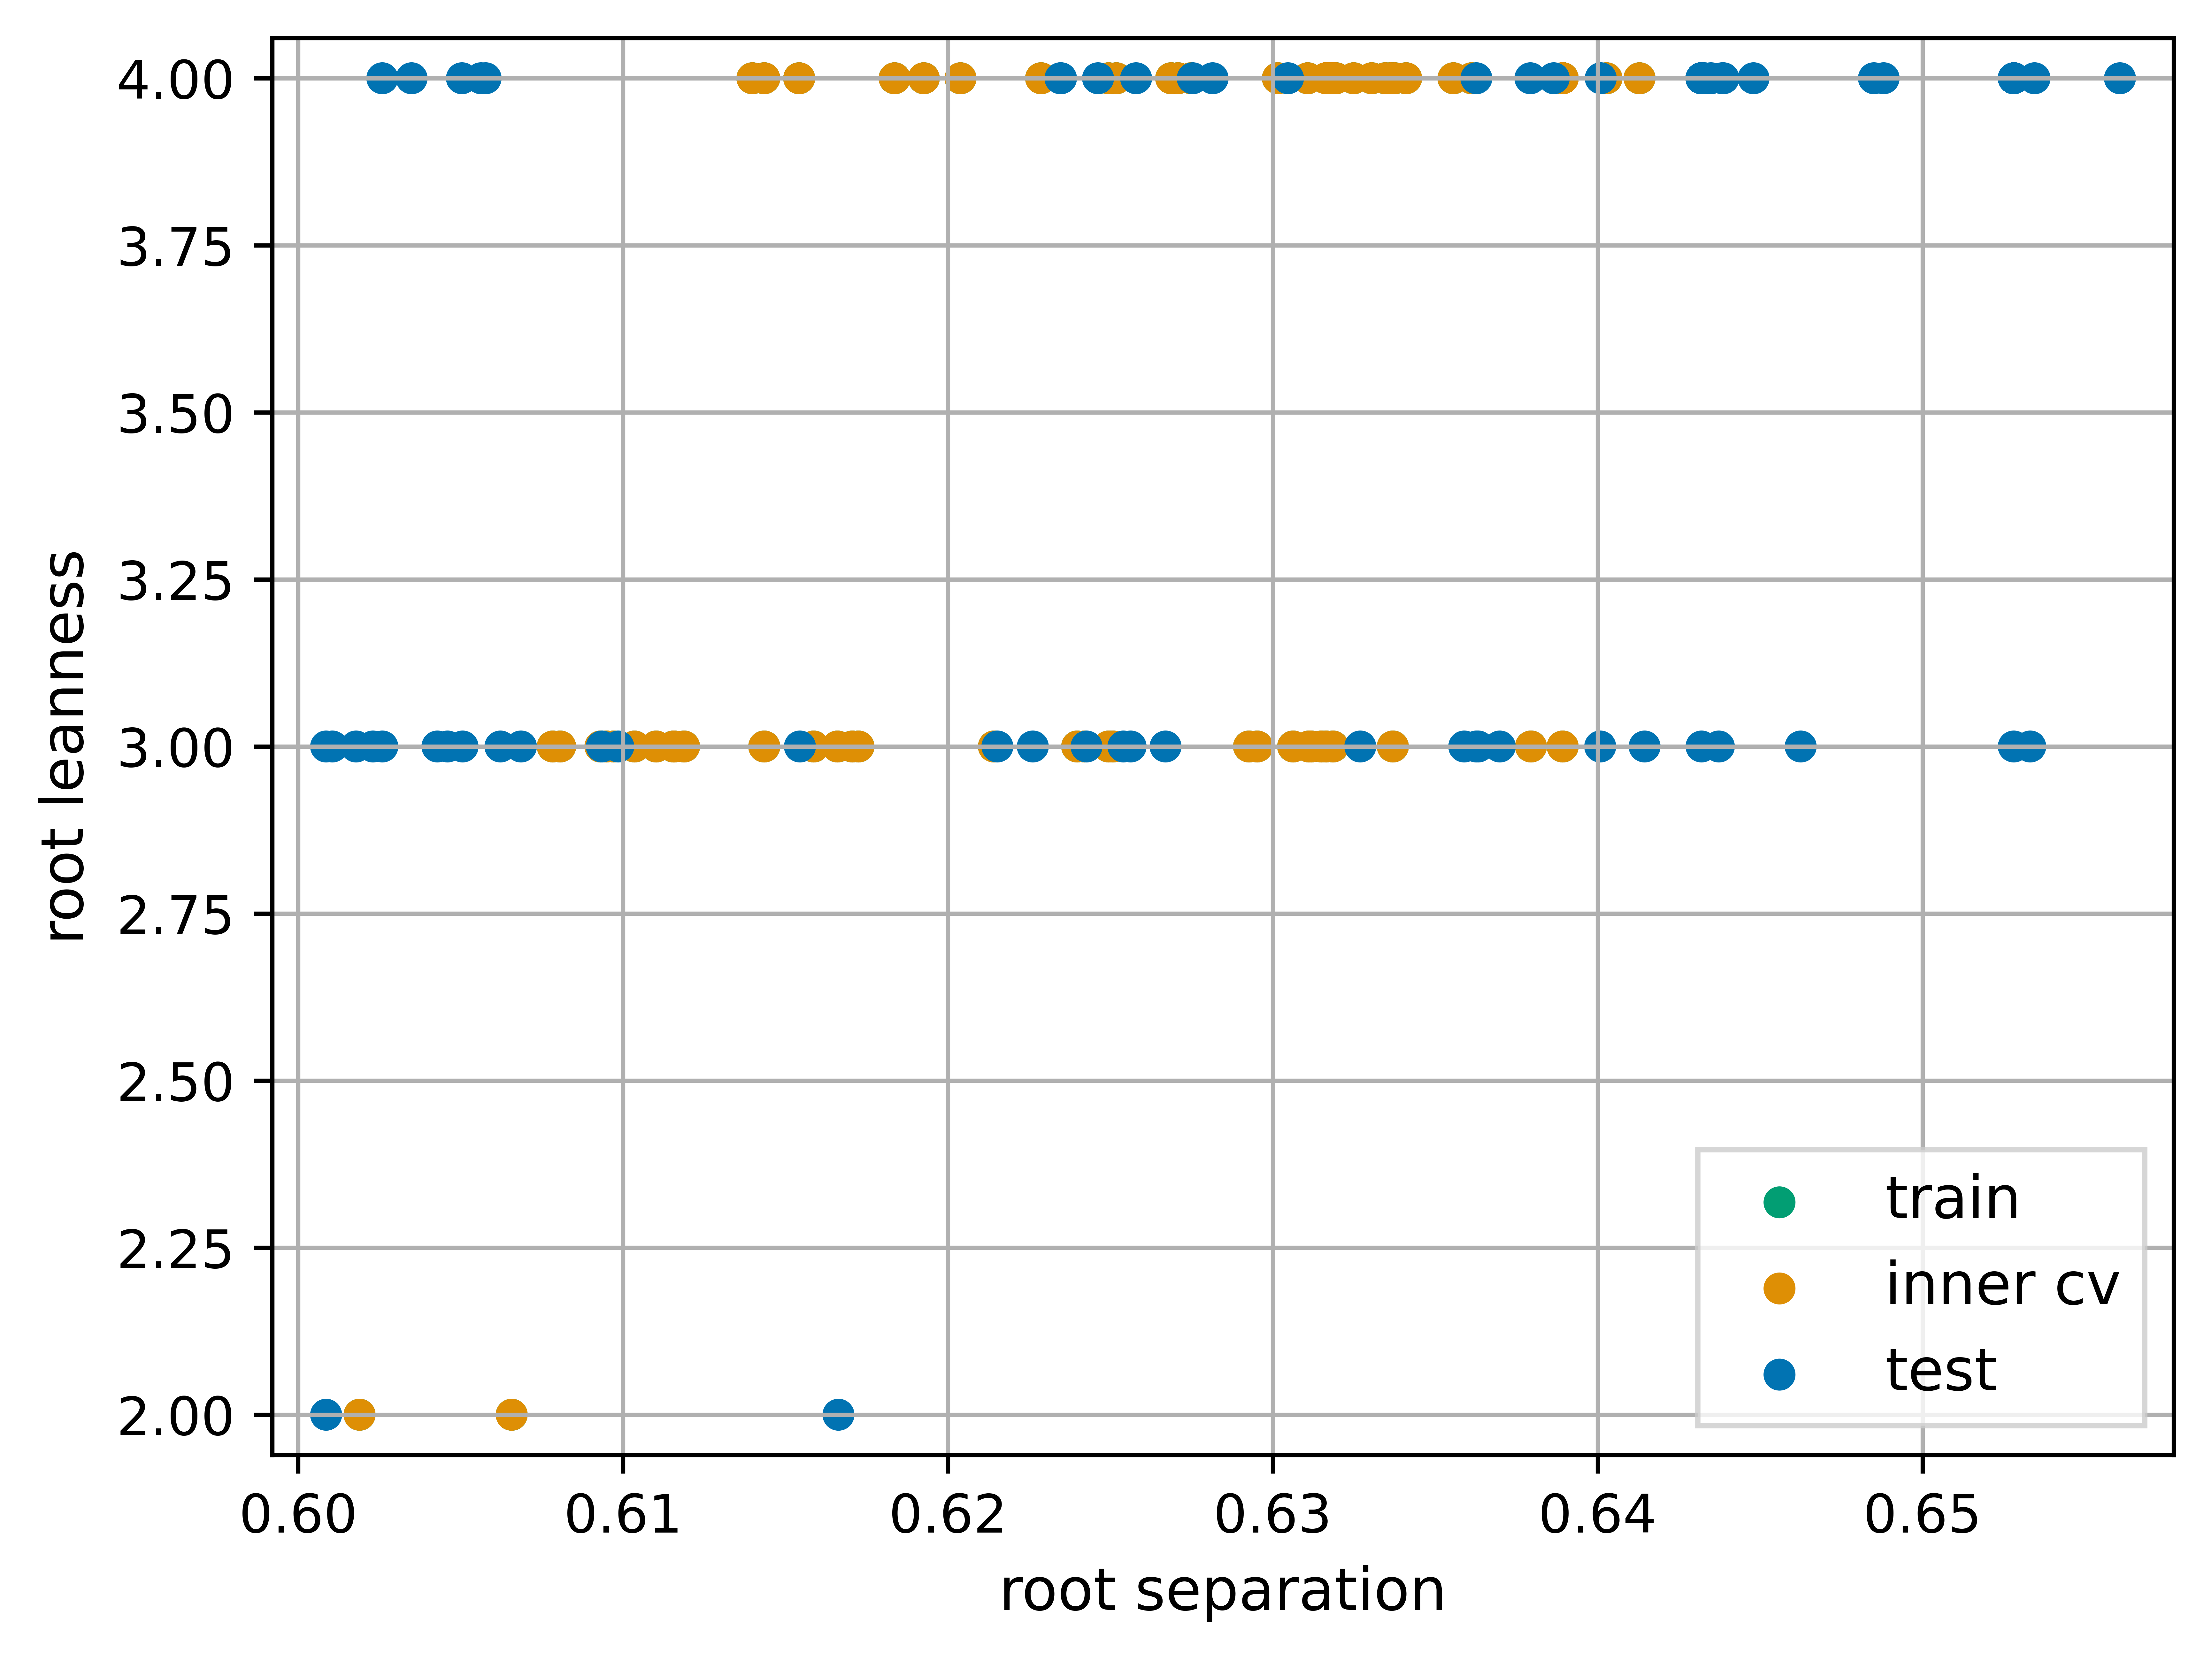 4.00
3.75
3.50
3.25
3.00
2.75
2.50
2.25
2.00
root leanness
0.60 0.61 0.62 0.63 0.64 0.65
root separation
train
inner cv
test